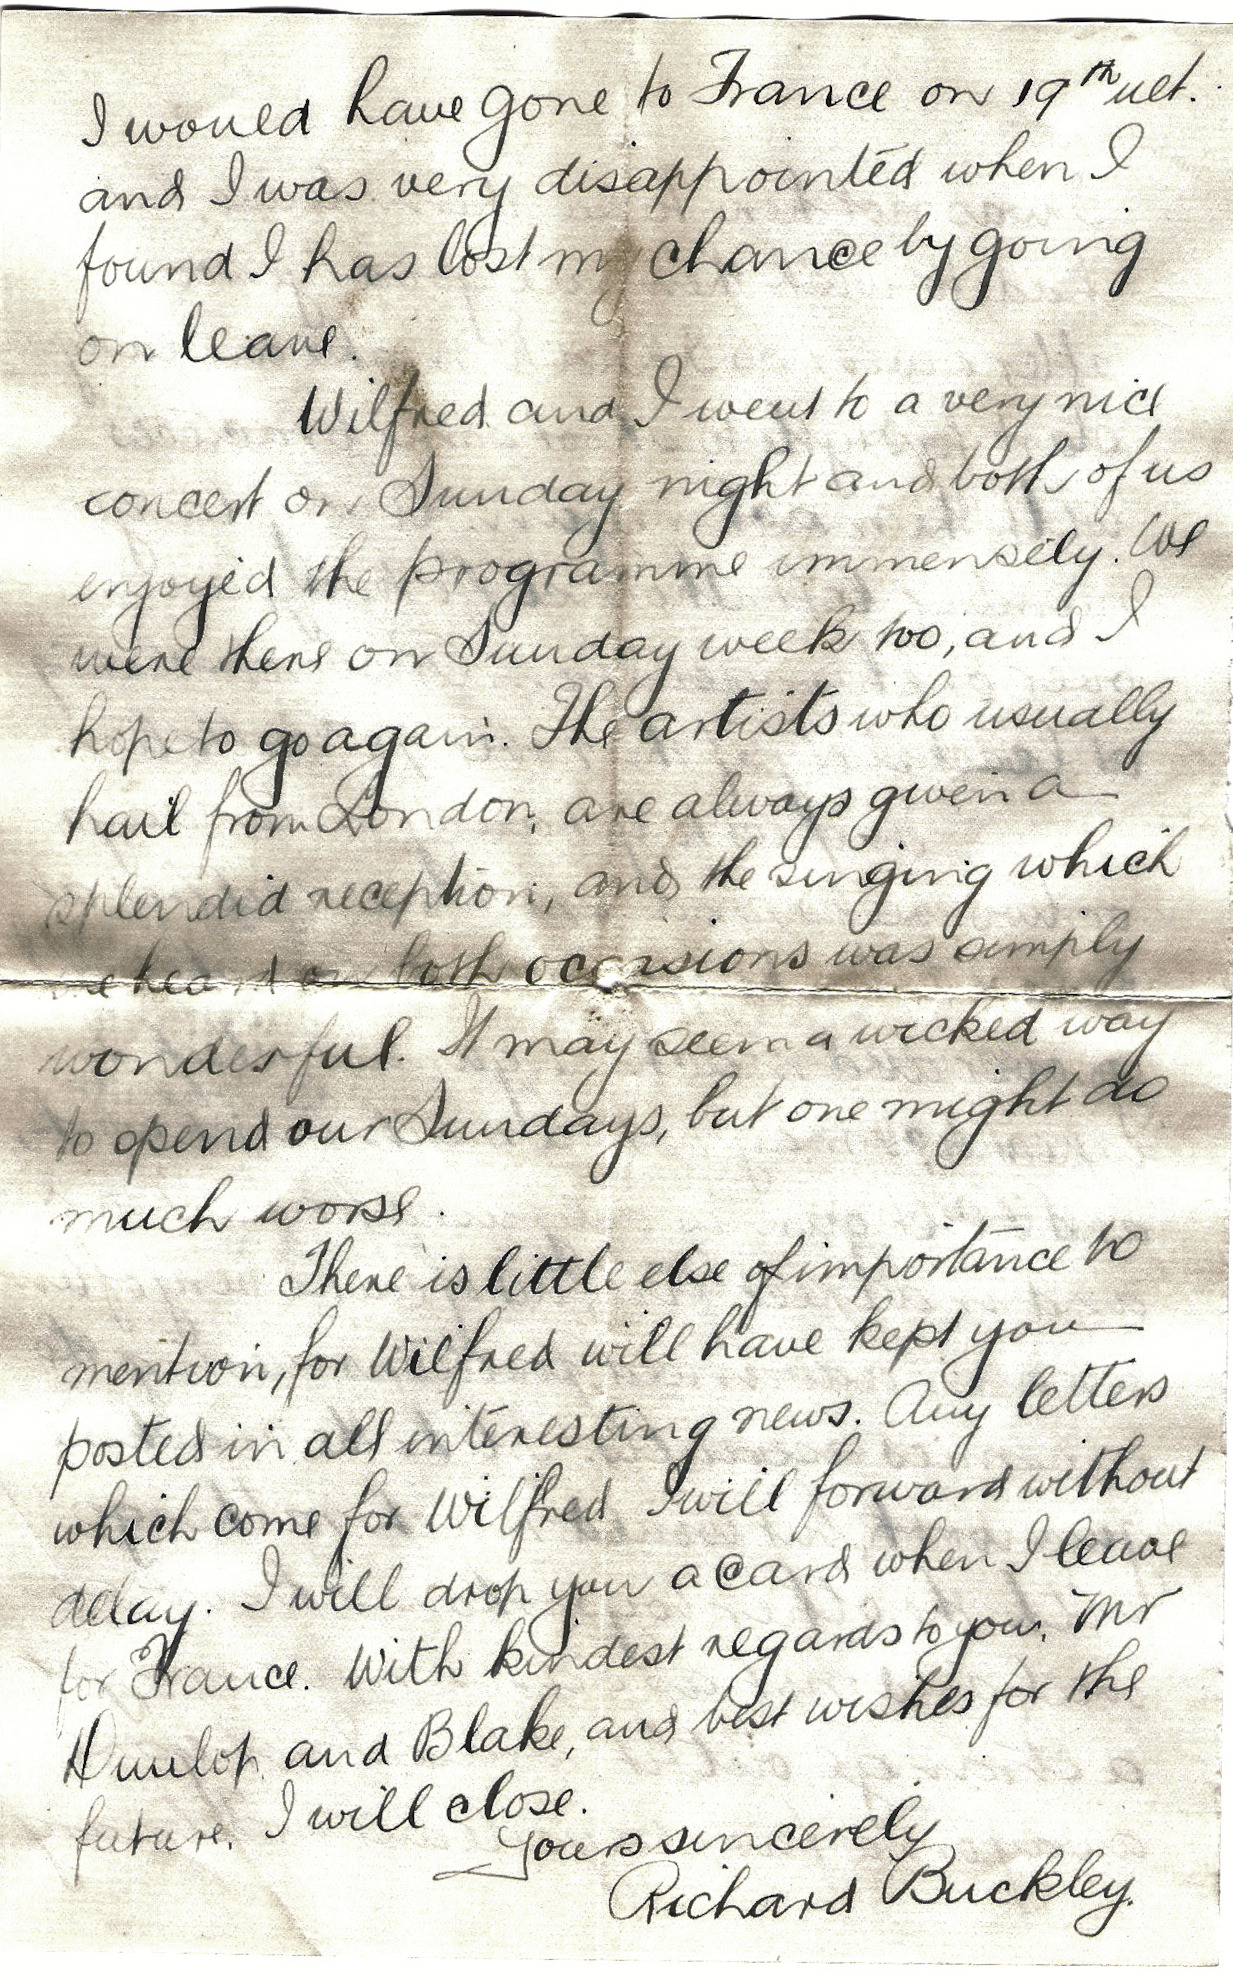 I would have gone to France on 19th ult.
and I was very disappointed when I
found I has lost my chance by going
on leave.
Wilfred and I went to a very nice
concert on Sunday night and both of us
enjoyed the programme immensely. We
were there on Sunday week too, and I
hope to go again. The artists who usually
hail from London, are always given a
splendid reception, and the singing which
we heard on both occasions was simply
wonderful. It may seem a wicked way
to spend our Sundays, but one might do
much worse.
There is little else of importance to
mention, for Wilfred will have kept you
posted in all interesting news. Any letters
which come for Wilfred I will forward without
delay. I will drop you a card when I leave
for France. With kindest regards to you, Mr
Dunlop and Blake, and best wishes for the
future, I will close.
Yours sincerely
Richard Buckley.